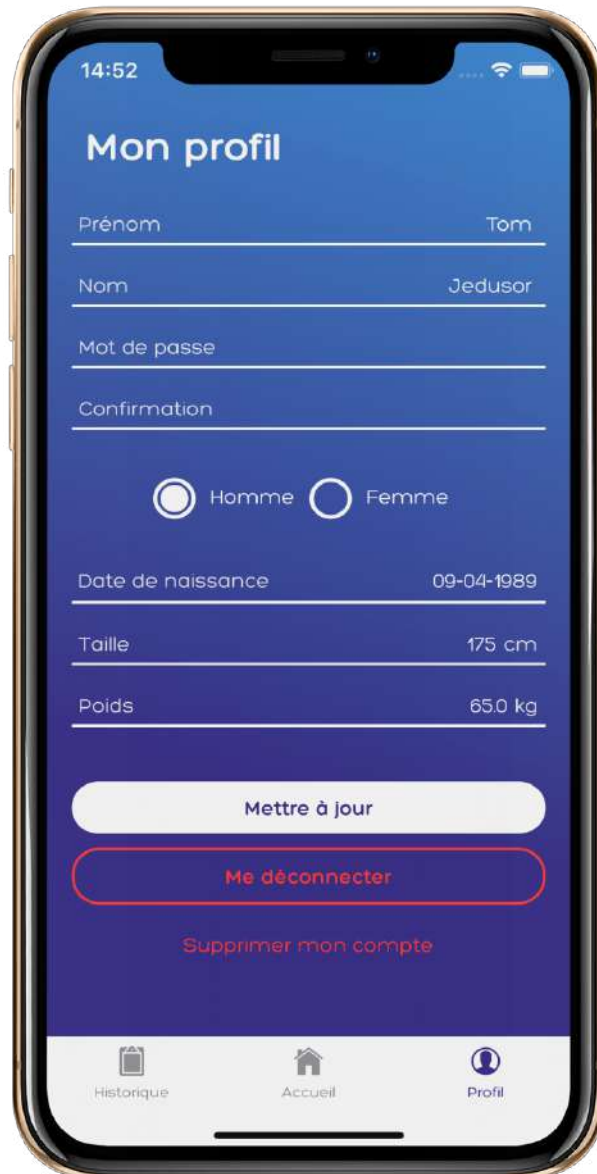 14:52
Mon profil
Prénom Tom
Nom Jedusor
Mot de passe
Confirmation
Homme Femme
Date de naissance 09-04-1989
Taille 175 cm
Poids 65.0 kg
Mettre à jour
Me déconnecter
Supprimer mon compte
Historique Accueil Profil